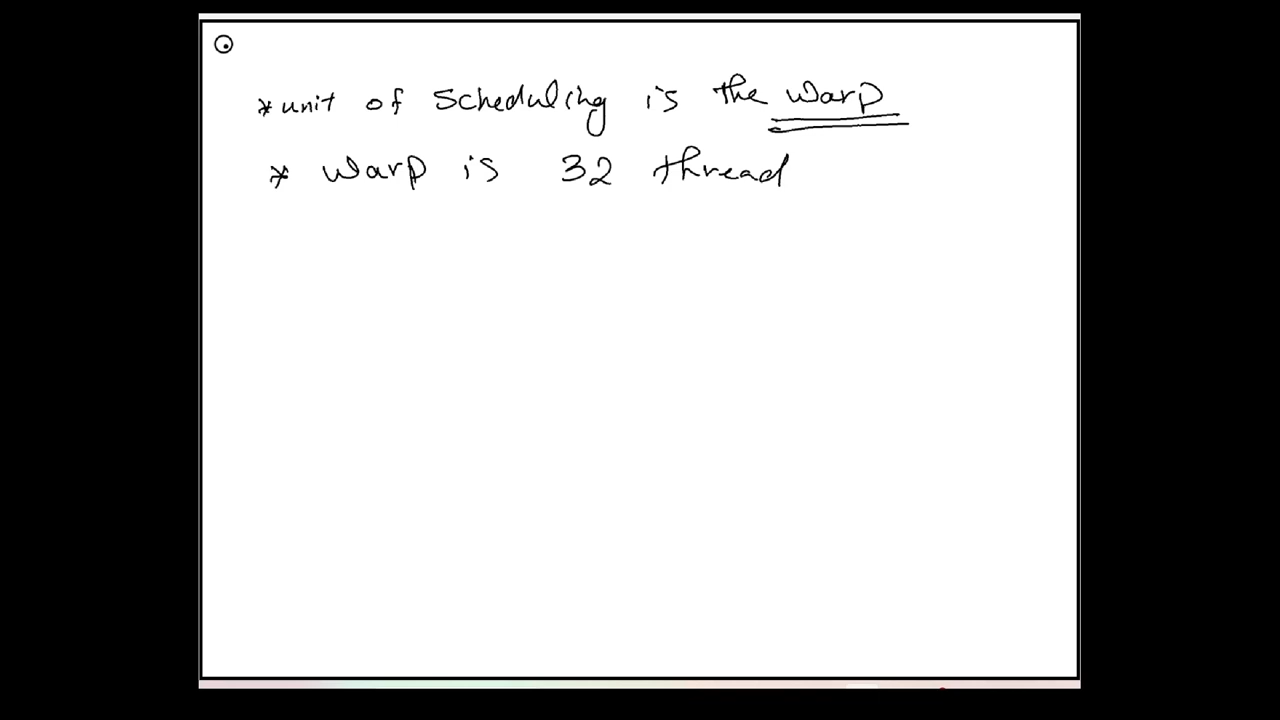 * unit of scheduling is the warp
* warp is 32 thread